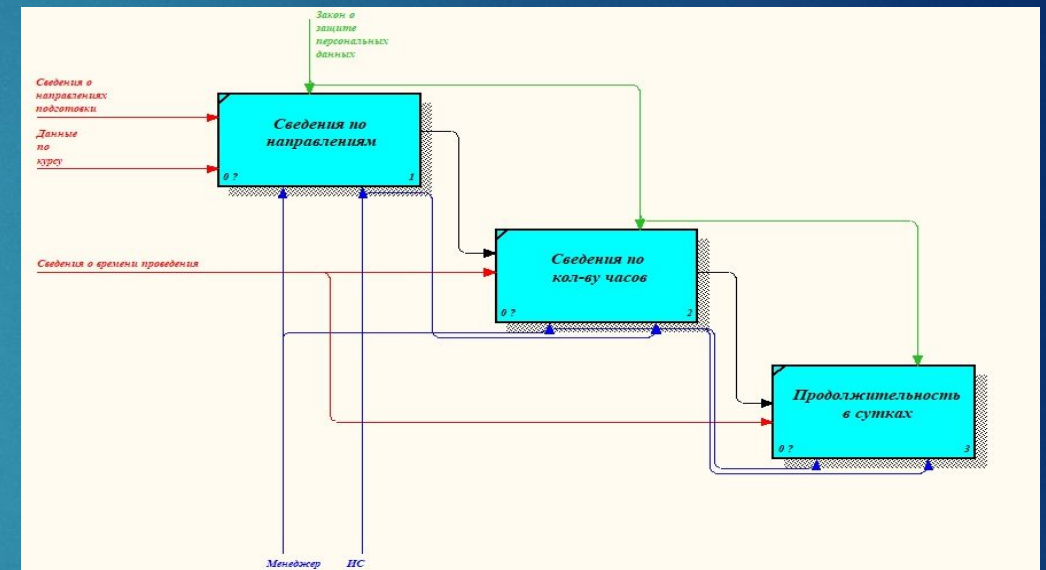 Закон о
защите
персональных
данных
Сведения о
направлениях
подготовки
Данные
по
курсу
Сведения по
направлениям
0 ?
1
Сведения о времени проведения
Сведения по
кол-ву часов
0 ?
2
Продолжительность
в сутках
0 ?
3
Менеджер
ИС